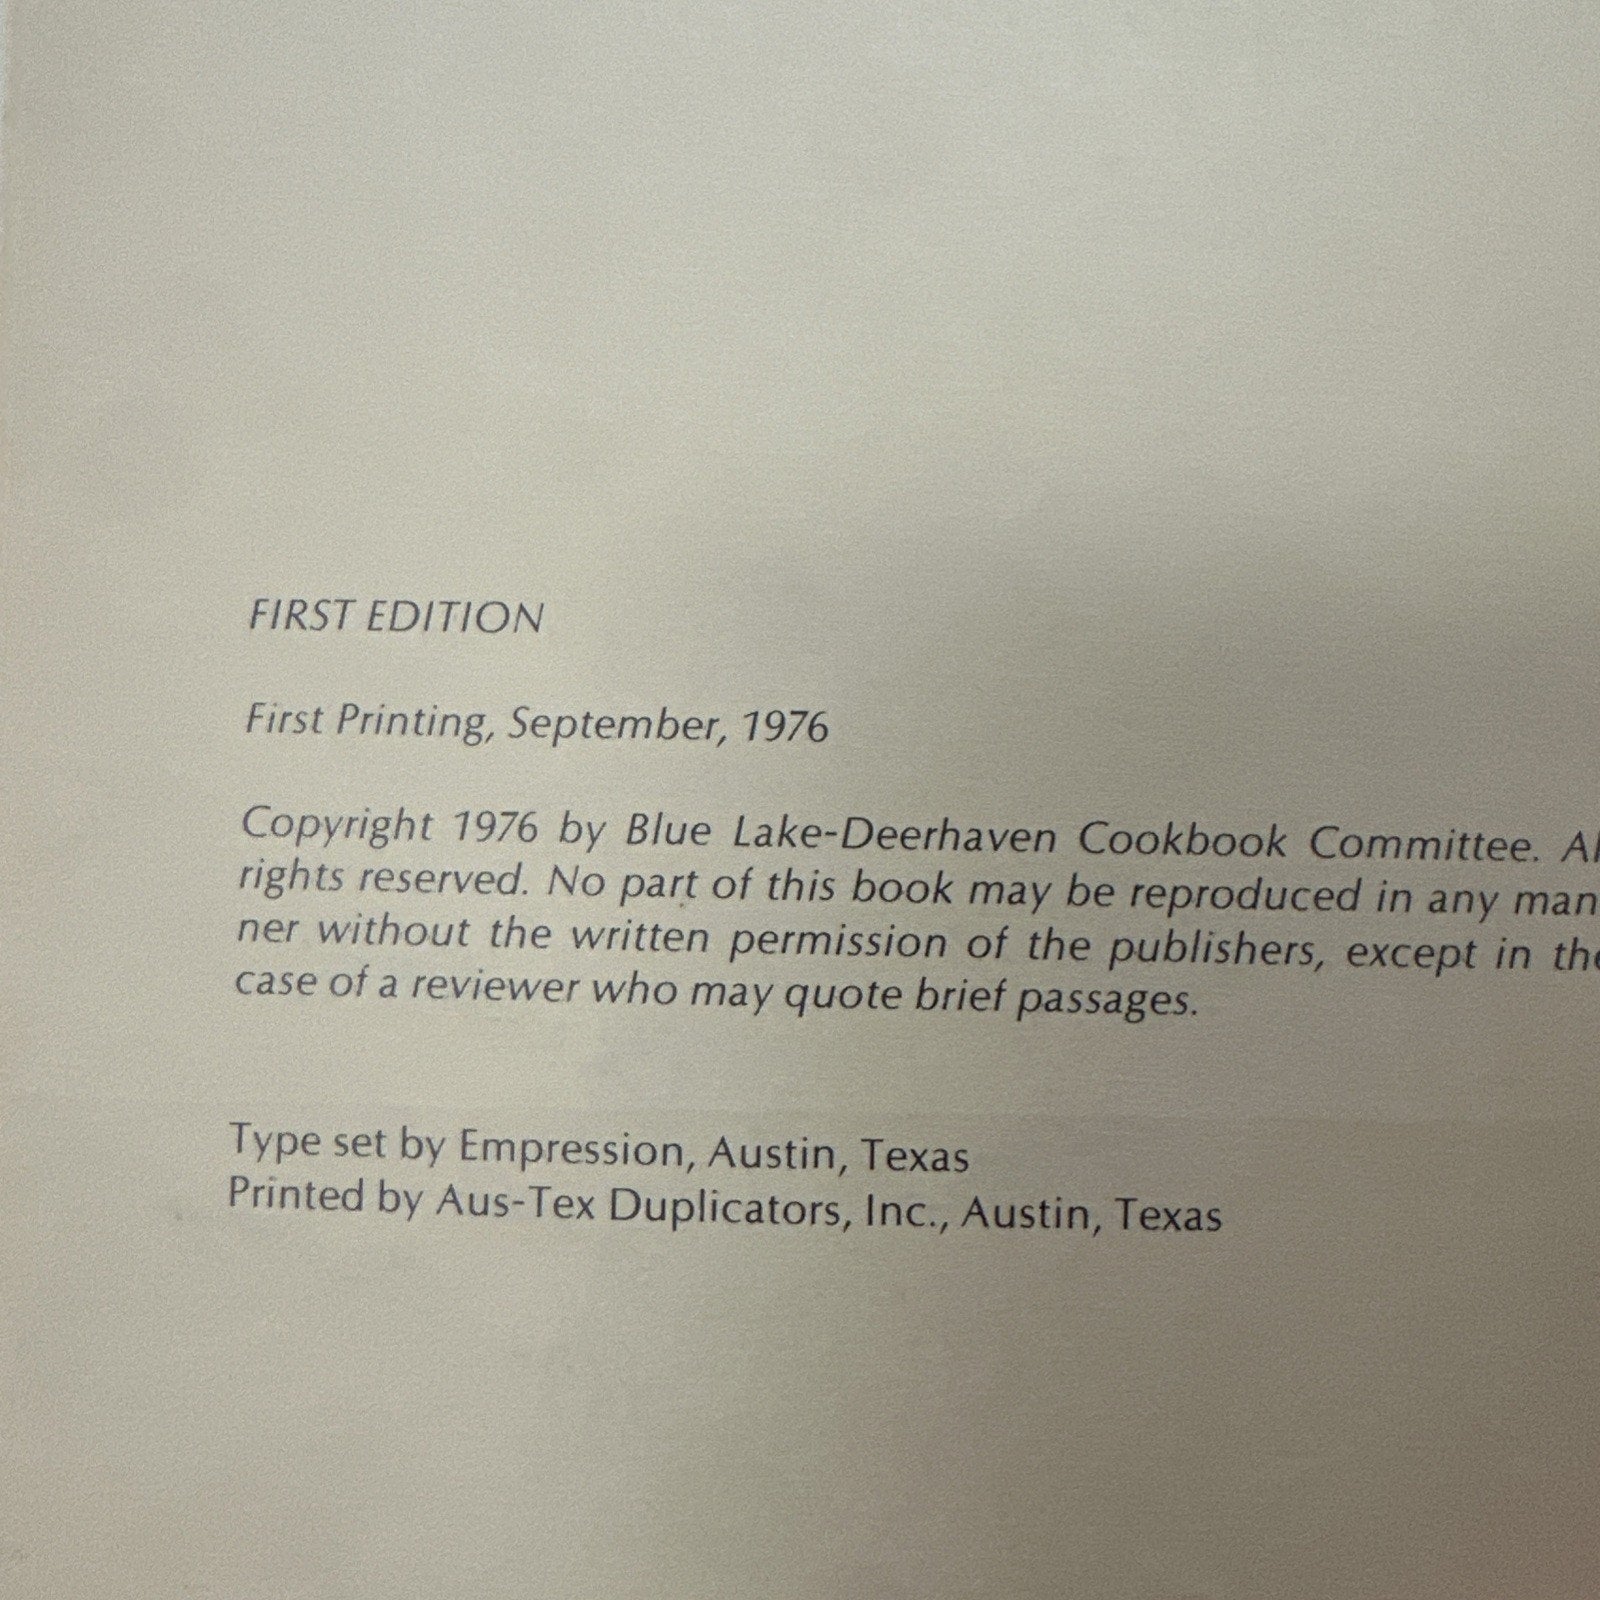 FIRST EDITION
First Printing, September, 1976
Copyright 1976 by Blue Lake-Deerhaven Cookbook Committee. Al
rights reserved. No part of this book may be reproduced in any man
ner without the written permission of the publishers, except in the
case of a reviewer who may quote brief passages.
Type set by Empression, Austin, Texas
Printed by Aus-Tex Duplicators, Inc., Austin, Texas